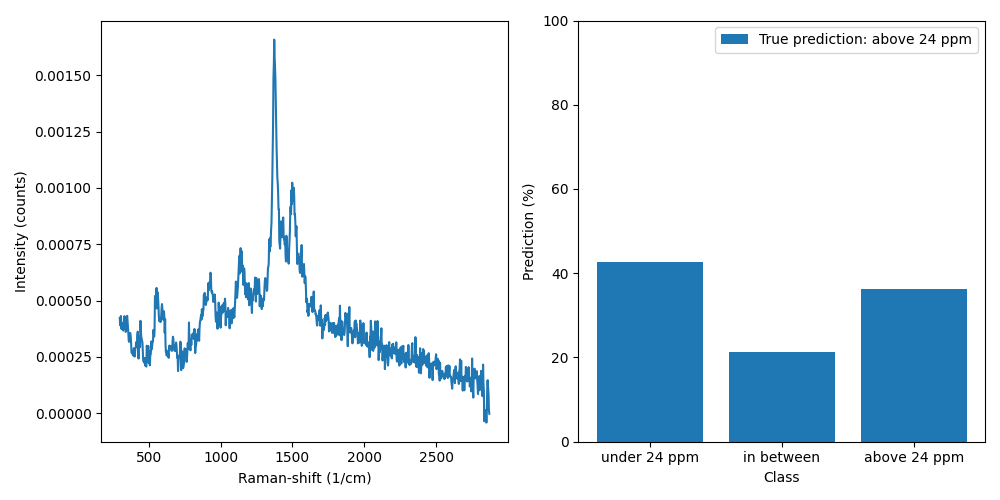 0.00150
0.00125
0.00100
0.00075
0.00050
0.00025
0.00000
Intensity (counts)
500 1000 1500 2000 2500
Raman-shift (1/cm)
100
80
60
40
20
0
Prediction (%)
True prediction: above 24 ppm
under 24 ppm in between above 24 ppm
Class